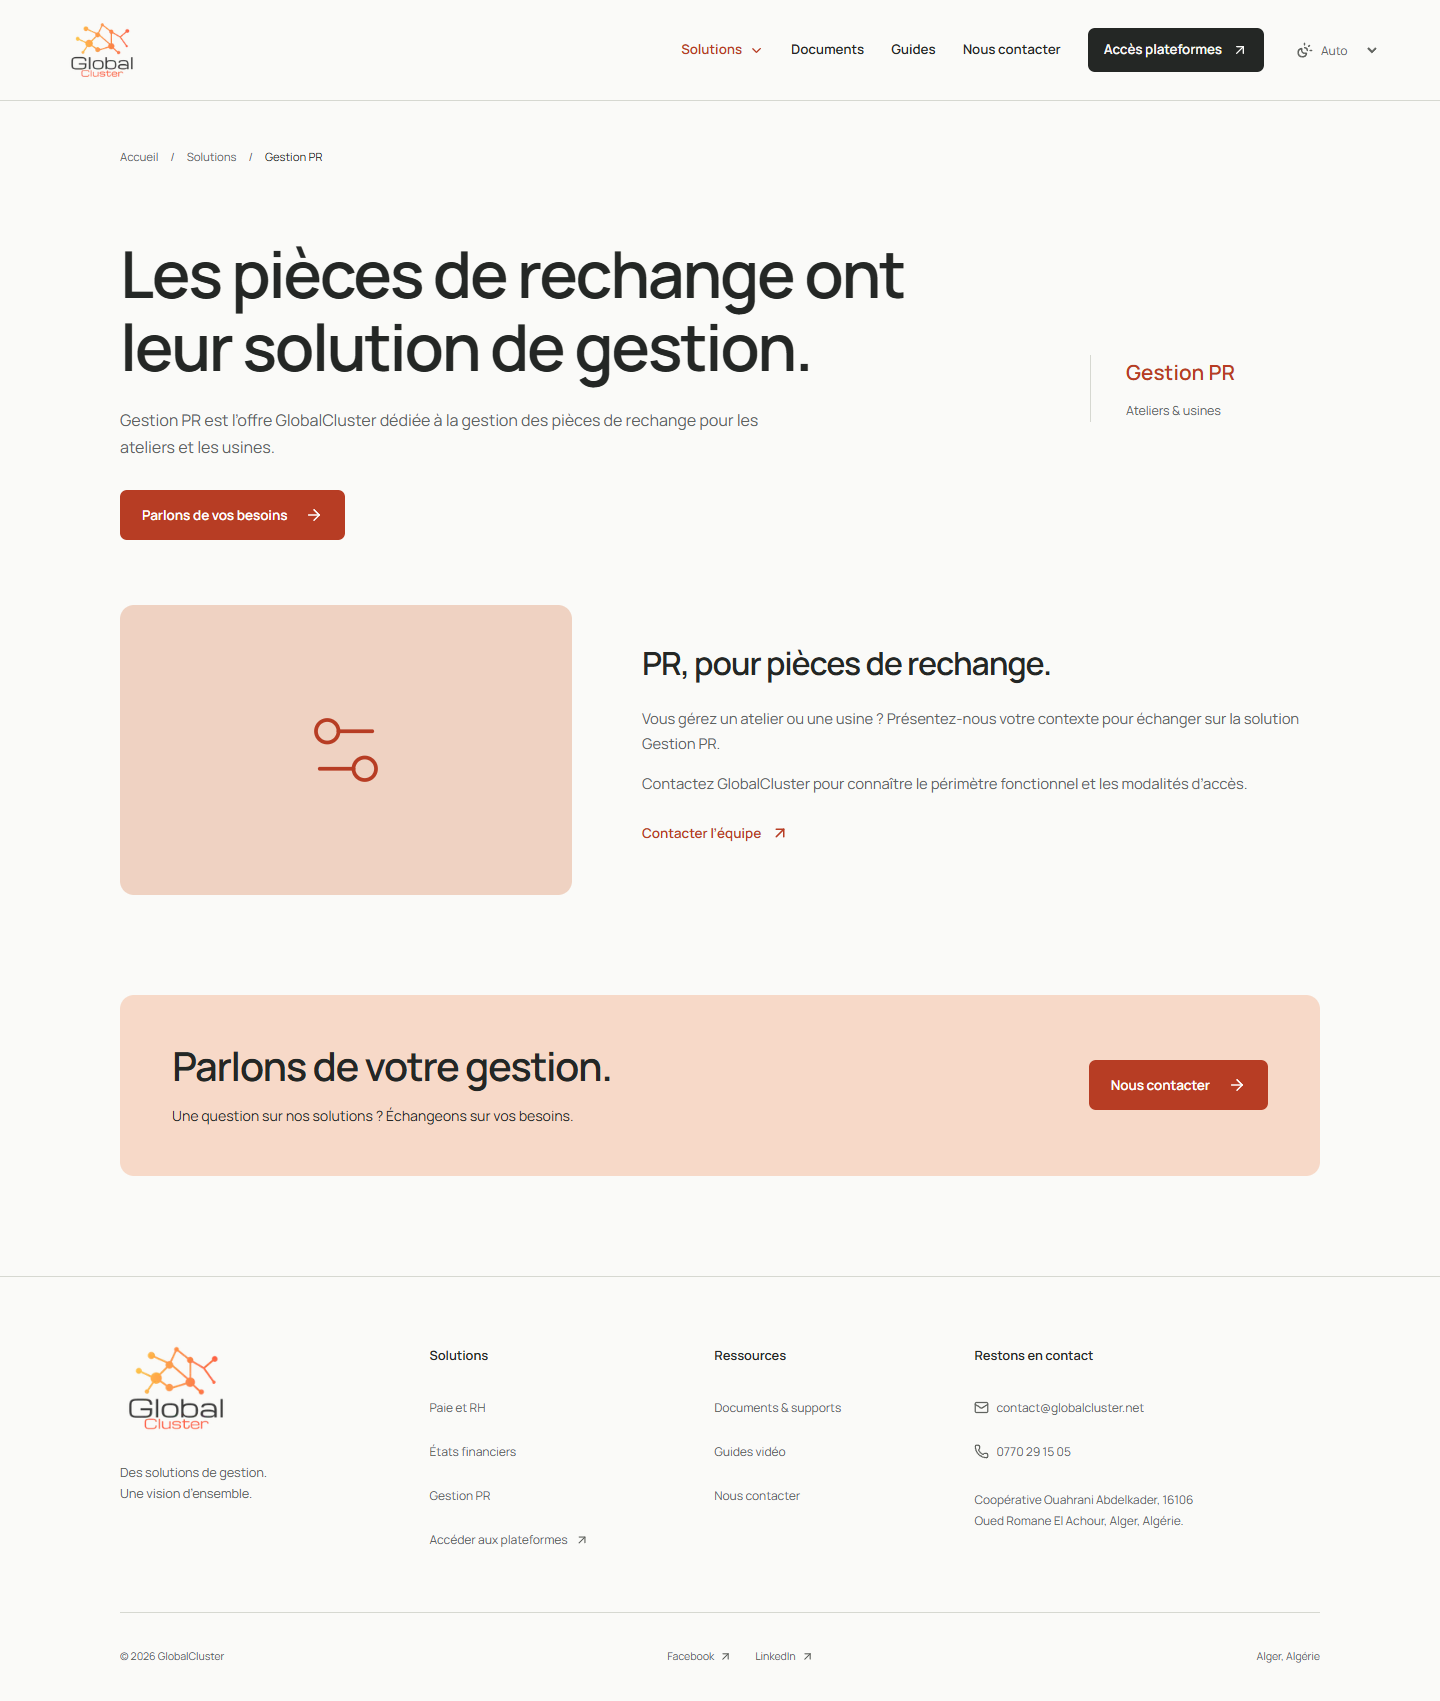 Global
Cluster
Solutions
Documents
Guides
Nous contacter
Accès plateformes
Auto
Accueil / Solutions / Gestion PR
Les pièces de rechange ont
leur solution de gestion.
Gestion PR est l’offre GlobalCluster dédiée à la gestion des pièces de rechange pour les
ateliers et les usines.
Parlons de vos besoins
Gestion PR
Ateliers & usines
PR, pour pièces de rechange.
Vous gérez un atelier ou une usine ? Présentez-nous votre contexte pour échanger sur la solution
Gestion PR.
Contactez GlobalCluster pour connaître le périmètre fonctionnel et les modalités d’accès.
Contacter l’équipe
Parlons de votre gestion.
Une question sur nos solutions ? Échangeons sur vos besoins.
Nous contacter
Global
Cluster
Des solutions de gestion.
Une vision d’ensemble.
Solutions
Paie et RH
États financiers
Gestion PR
Accéder aux plateformes
Ressources
Documents & supports
Guides vidéo
Nous contacter
Restons en contact
contact@globalcluster.net
0770 29 15 05
Coopérative Ouahrani Abdelkader, 16106
Oued Romane El Achour, Alger, Algérie.
© 2026 GlobalCluster
Facebook
LinkedIn
Alger, Algérie